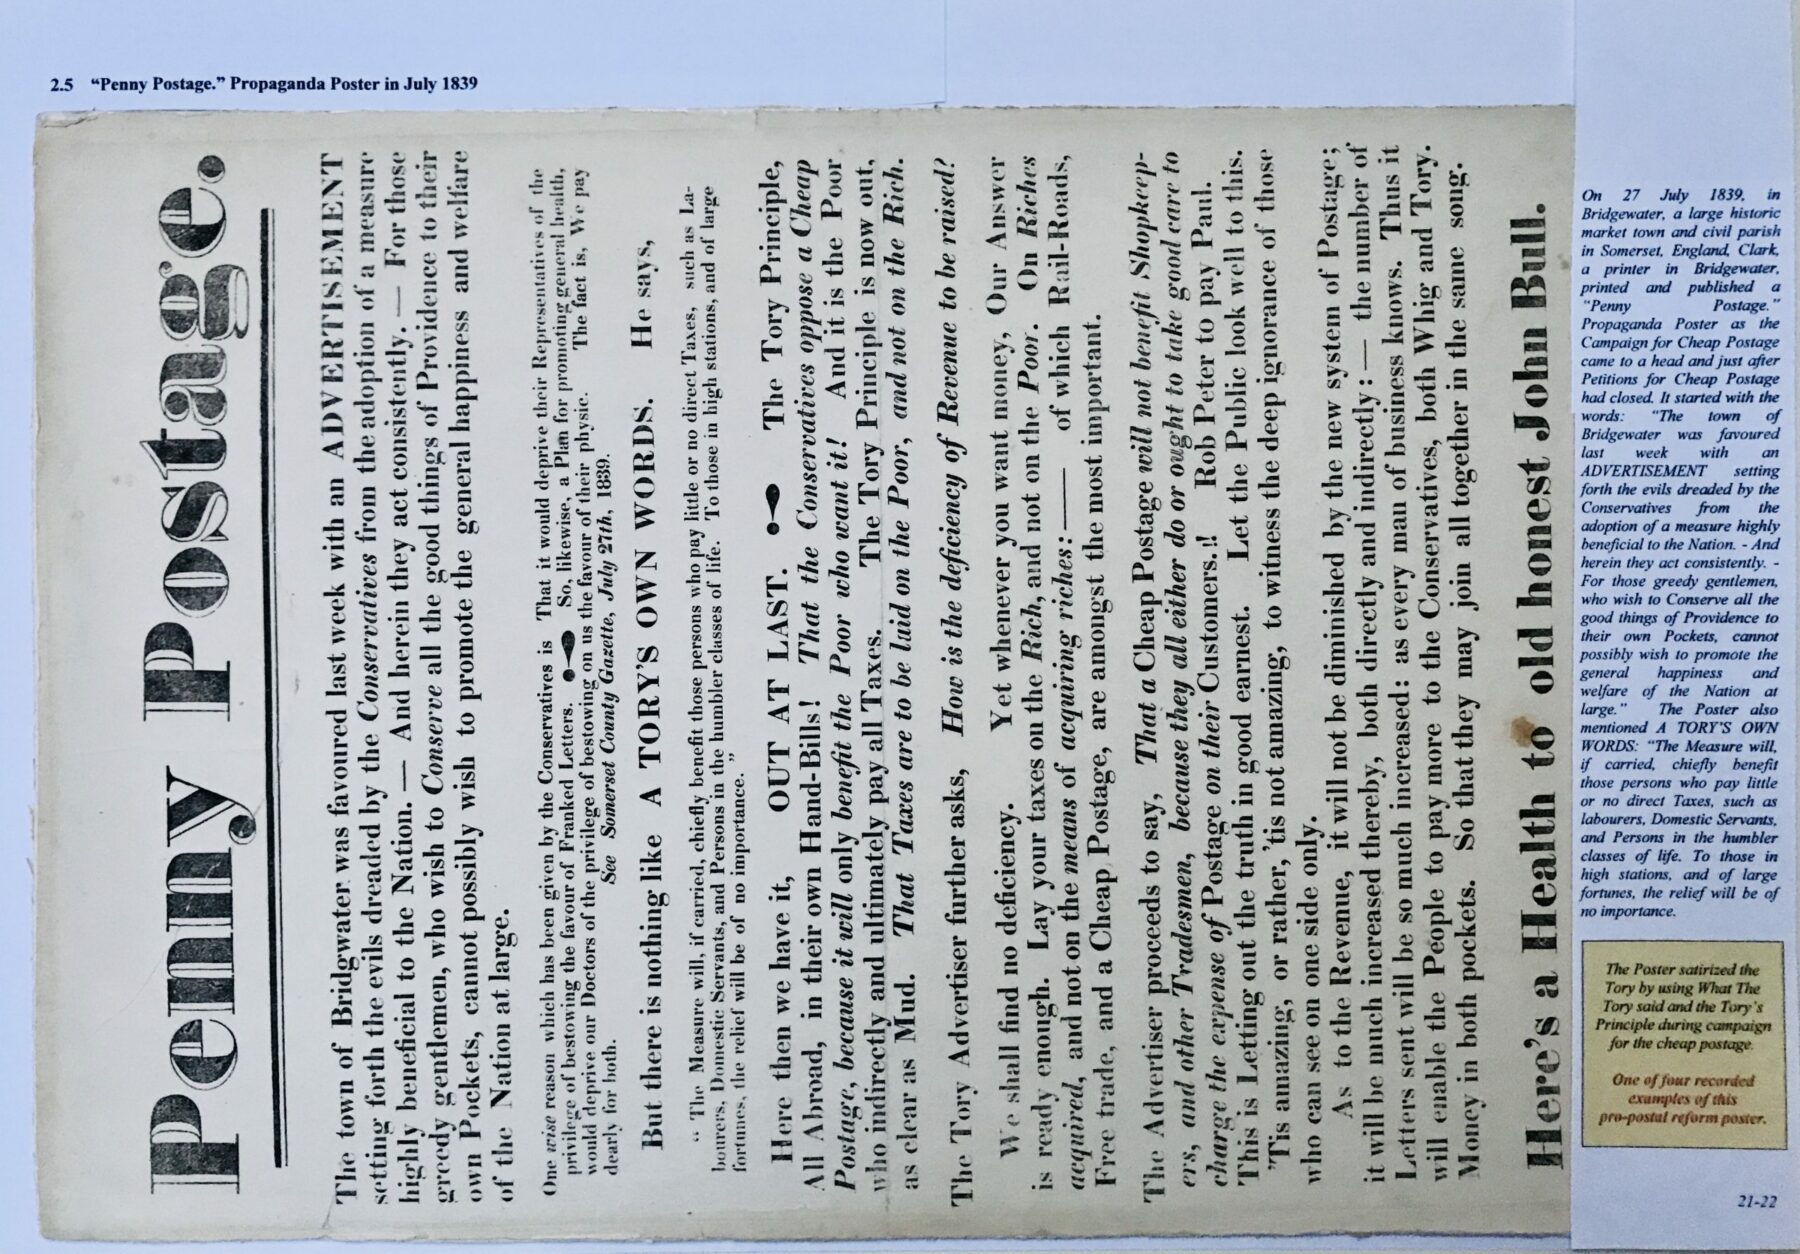 2.5 “Penny Postage.” Propaganda Poster in July 1839
Penny Postage.
The town of Bridgwater was favoured last week with an ADVERTISEMENT
setting forth the evils dreaded by the Conservatives from the adoption of a measure
highly beneficial to the Nation. — And herein they act consistently. — For those
greedy gentlemen, who wish to Conserve all the good things of Providence to their
own Pockets, cannot possibly wish to promote the general happiness and welfare
of the Nation at large.
One wise reason which has been given by the Conservatives is That it would deprive their Representatives of the
privilege of bestowing the favour of Franked Letters. So, likewise, a Plan for promoting general health,
would deprive our Doctors of the privilege of bestowing on us the favour of their physic. The fact is, We pay
dearly for both. See Somerset County Gazette, July 27th, 1839.
But there is nothing like A TORY'S OWN WORDS. He says,
“ The Measure will, if carried, chiefly benefit those persons who pay little or no direct Taxes, such as La-
bourers, Domestic Servants, and Persons in the humbler classes of life. To those in high stations, and of large
fortunes, the relief will be of no importance. ”
Here then we have it, OUT AT LAST. The Tory Principle,
All Abroad, in their own Hand-Bills! That the Conservatives oppose a Cheap
Postage, because it will only benefit the Poor who want it! And it is the Poor
who indirectly and ultimately pay all Taxes. The Tory Principle is now out,
as clear as Mud. That Taxes are to be laid on the Poor, and not on the Rich.
The Tory Advertiser further asks, How is the deficiency of Revenue to be raised?
We shall find no deficiency. Yet whenever you want money, Our Answer
is ready enough. Lay your taxes on the Rich, and not on the Poor. On Riches
acquired, and not on the means of acquiring riches: — of which Rail-Roads,
Free trade, and a Cheap Postage, are amongst the most important.
The Advertiser proceeds to say, That a Cheap Postage will not benefit Shopkeep-
ers, and other Tradesmen, because they all either do or ought to take good care to
charge the expense of Postage on their Customers.!! Rob Peter to pay Paul.
This is Letting out the truth in good earnest. Let the Public look well to this.
'Tis amazing, or rather, 'tis not amazing, to witness the deep ignorance of those
who can see on one side only.
As to the Revenue, it will not be diminished by the new system of Postage;
it will be much increased thereby, both directly and indirectly: — the number of
Letters sent will be so much increased: as every man of business knows. Thus it
will enable the People to pay more to the Conservatives, both Whig and Tory.
Money in both pockets. So that they may join all together in the same song.
Here's a Health to old honest John Bull.
On 27 July 1839, in
Bridgewater, a large historic
market town and civil parish
in Somerset, England, Clark,
a printer in Bridgewater,
printed and published a
“Penny Postage.”
Propaganda Poster as the
Campaign for Cheap Postage
came to a head and just after
Petitions for Cheap Postage
had closed. It started with the
words: “The town of
Bridgewater was favoured
last week with an
ADVERTISEMENT setting
forth the evils dreaded by the
Conservatives from the
adoption of a measure highly
beneficial to the Nation. - And
herein they act consistently. -
For those greedy gentlemen,
who wish to Conserve all the
good things of Providence to
their own Pockets, cannot
possibly wish to promote the
general happiness and
welfare of the Nation at
large.” The Poster also
mentioned A TORY'S OWN
WORDS: “The Measure will,
if carried, chiefly benefit
those persons who pay little
or no direct Taxes, such as
labourers, Domestic Servants,
and Persons in the humbler
classes of life. To those in
high stations, and of large
fortunes, the relief will be of
no importance.
The Poster satirized the
Tory by using What The
Tory said and the Tory's
Principle during campaign
for the cheap postage.
One of four recorded
examples of this
pro-postal reform poster.
21-22